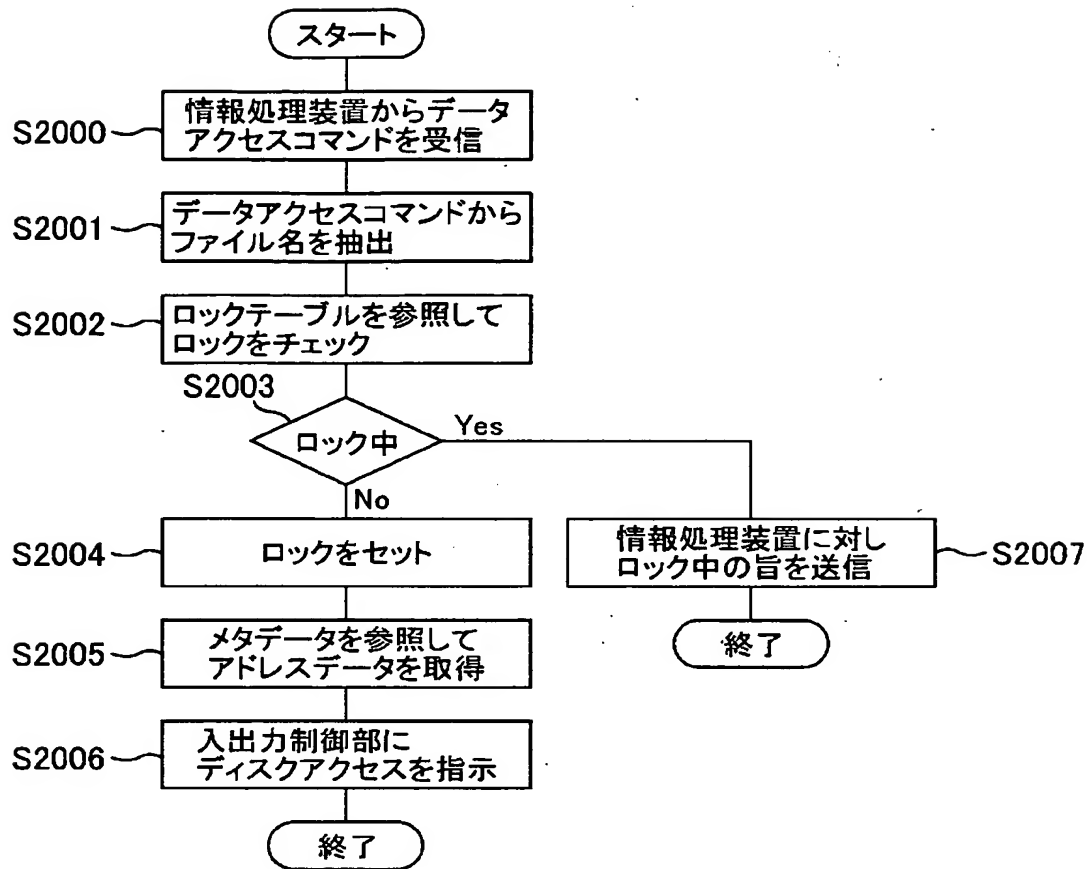 スタート
S2000
情報処理装置からデータ
アクセスコマンドを受信
S2001
データアクセスコマンドから
ファイル名を抽出
S2002
ロックテーブルを参照して
ロックをチェック
S2003
ロック中
Yes
No
S2004
ロックをセット
情報処理装置に対し
ロック中の旨を送信
S2007
終了
S2005
メタデータを参照して
アドレスデータを取得
S2006
入出力制御部に
ディスクアクセスを指示
終了